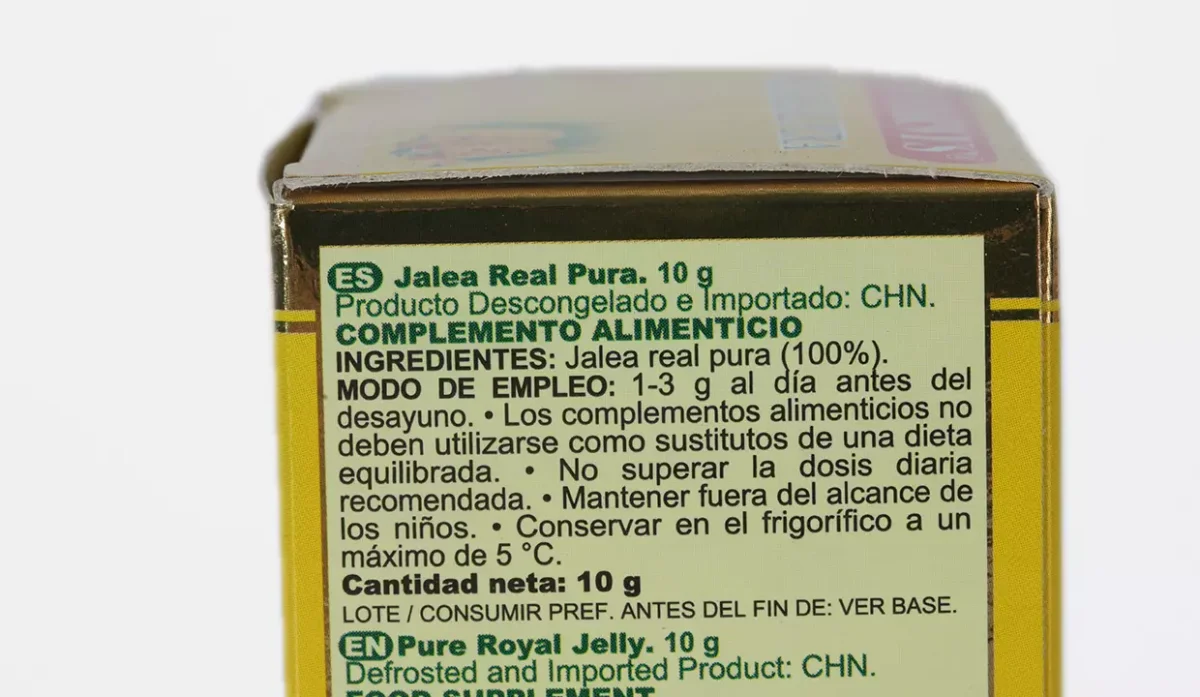 ES Jalea Real Pura. 10 g
Producto Descongelado e Importado: CHN.
COMPLEMENTO ALIMENTICIO
INGREDIENTES: Jalea real pura (100%).
MODO DE EMPLEO: 1-3 g al día antes del
desayuno. • Los complementos alimenticios no
deben utilizarse como sustitutos de una dieta
equilibrada. • No superar la dosis diaria
recomendada. • Mantener fuera del alcance de
los niños. • Conservar en el frigorífico a un
máximo de 5 °C.
Cantidad neta: 10 g
LOTE / CONSUMIR PREF. ANTES DEL FIN DE: VER BASE.
EN Pure Royal Jelly. 10 g
Defrosted and Imported Product: CHN.
FOOD SUPPLEMENT